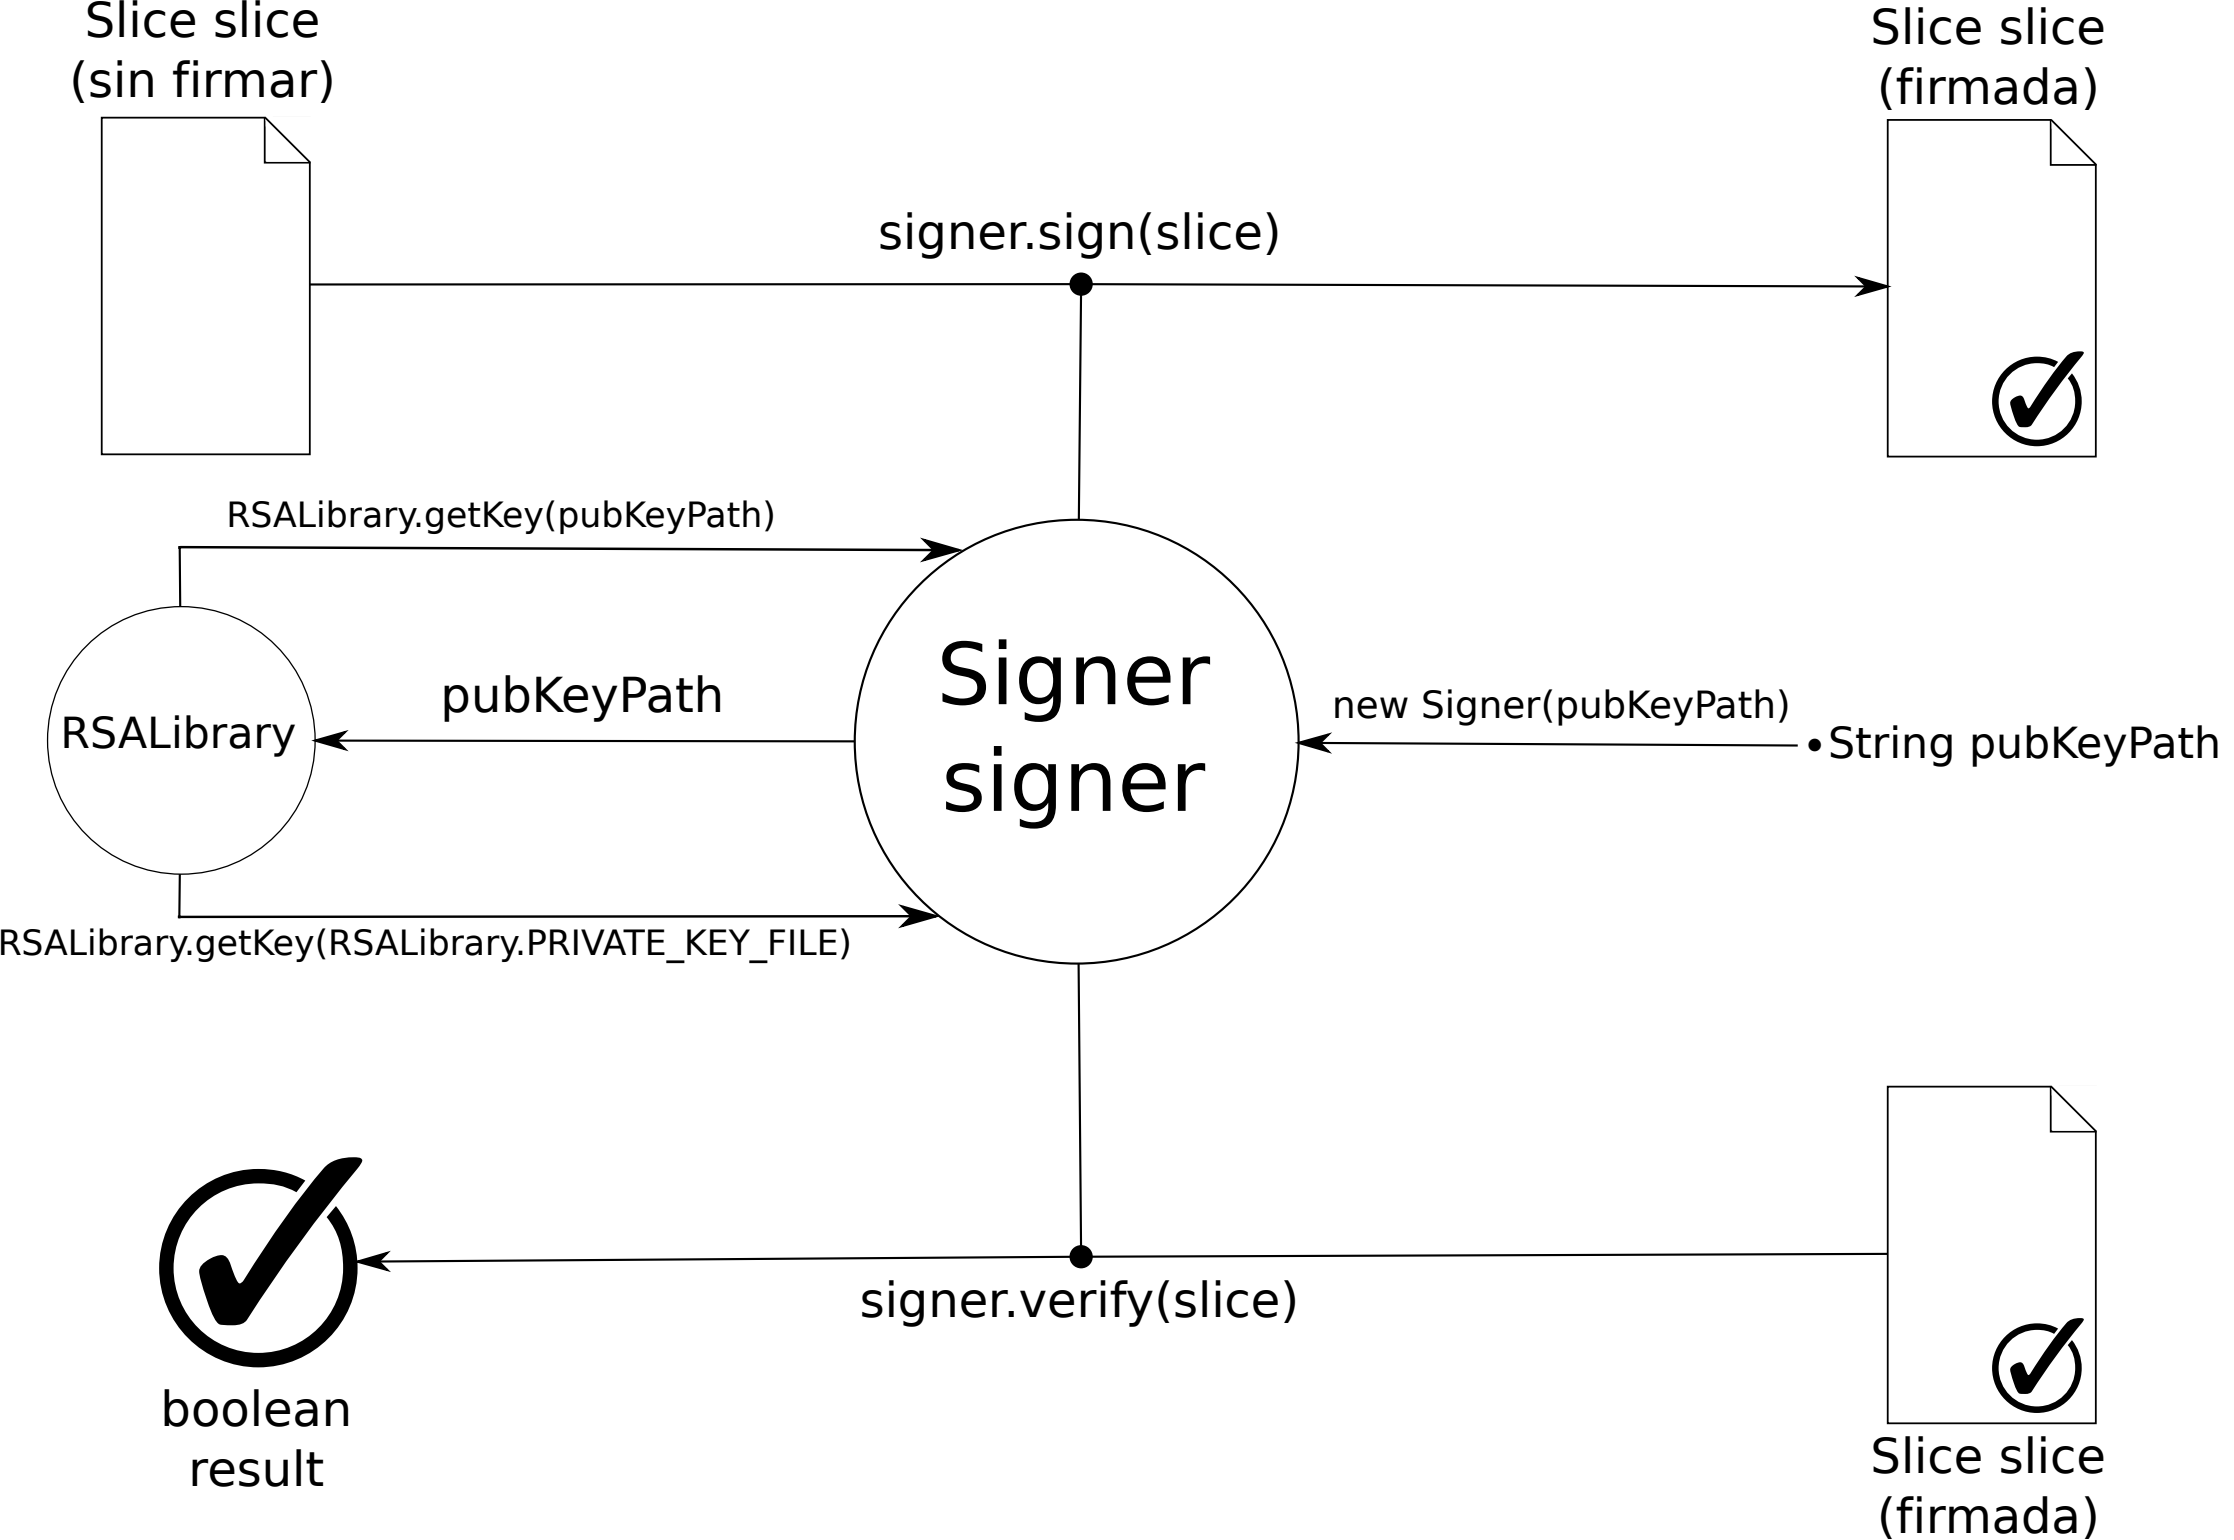 Slice slice
(sin firmar)
Slice slice
(firmada)
signer.sign(slice)
RSALibrary.getKey(pubKeyPath)
RSALibrary
pubKeyPath
Signer
signer
new Signer(pubKeyPath)
•String pubKeyPath
RSALibrary.getKey(RSALibrary.PRIVATE_KEY_FILE)
signer.verify(slice)
boolean
result
Slice slice
(firmada)